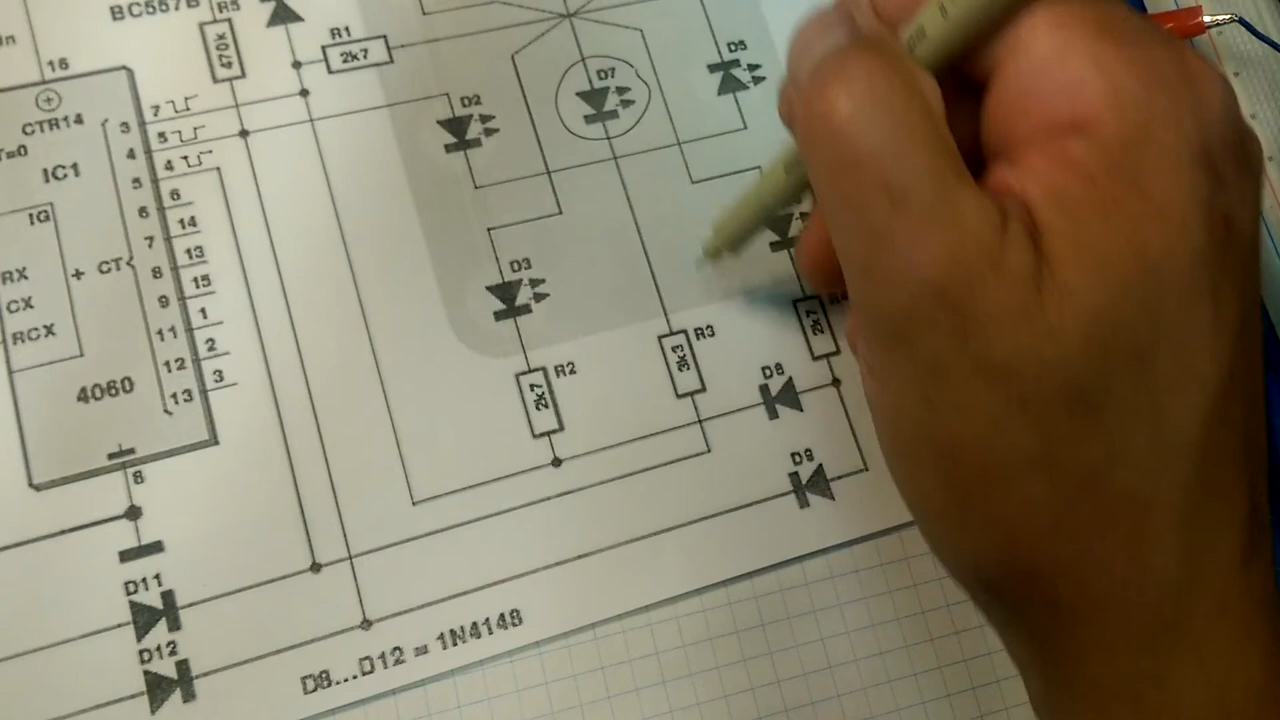 BC557B
R5
470k
R1
2k7
16
CTR14
T=0
IC1
IG
RX
CX
RCX
+
CT
4060
3
4
5
6
7
8
9
11
12
13
7
5
4
6
14
13
15
1
2
3
8
D2
D7
D5
D3
R2
2k7
R3
3k3
2k7
D8
D9
D11
D12
D8...D12 = 1N4148